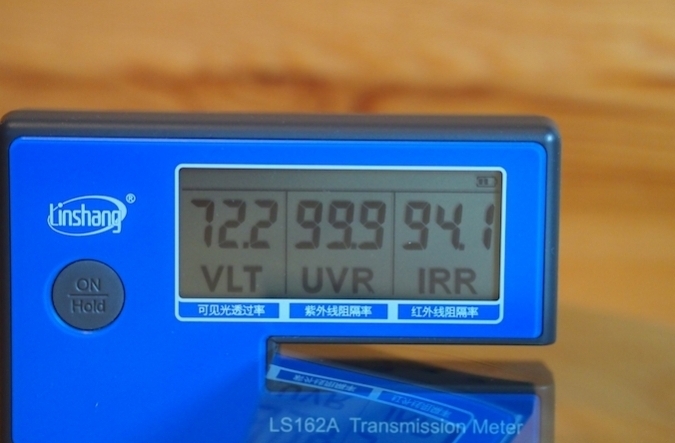 Linshang®
72.2 99.9 94.1
VLT UVR IRR
ON
Hold
可见光透过率 紫外线阻隔率 红外线阻隔率
LS162A Transmission Meter